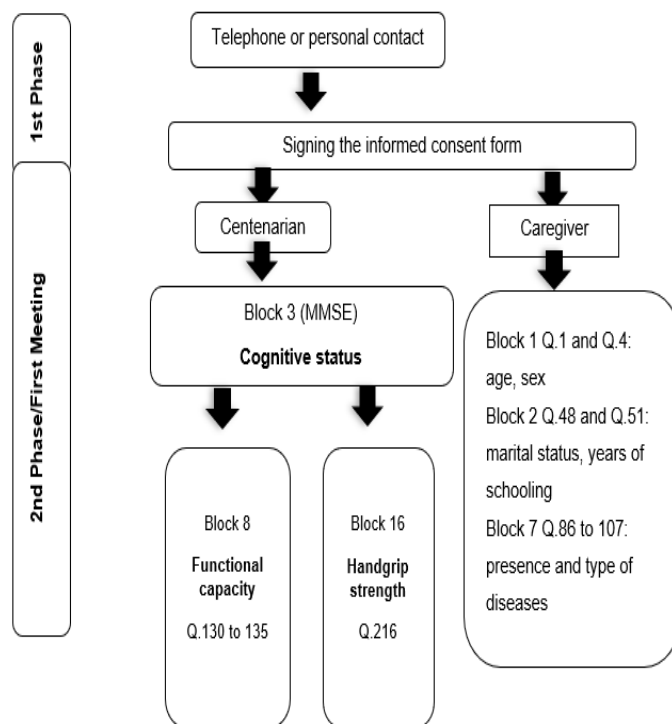 1st Phase
Telephone or personal contact
Signing the informed consent form
2nd Phase/First Meeting
Centenarian
Caregiver
Block 3 (MMSE)
Cognitive status
Block 8
Functional
capacity
Q.130 to 135
Block 16
Handgrip
strength
Q.216
Block 1 Q.1 and Q.4:
age, sex
Block 2 Q.48 and Q.51:
marital status, years of
schooling
Block 7 Q.86 to 107:
presence and type of
diseases